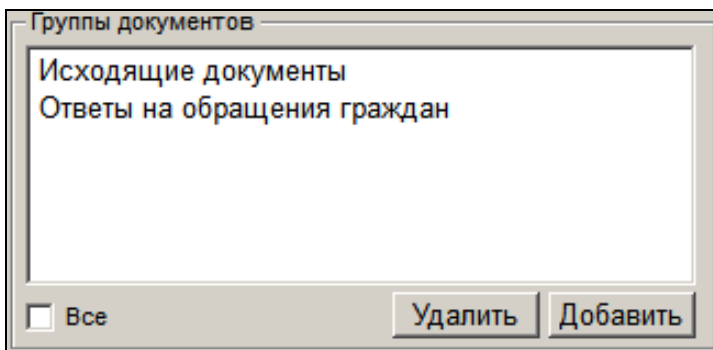 Группы документов
Исходящие документы
Ответы на обращения граждан
Все
Удалить
Добавить